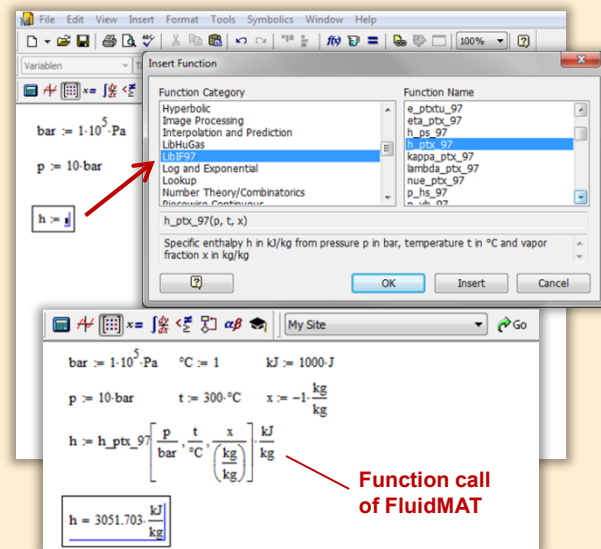 File Edit View Insert Format Tools Symbolics Window Help
100%
Variablen
Insert Function
Function Category
Function Name
Hyperbolic
Image Processing
Interpolation and Prediction
LibHuGas
LibIF97
Log and Exponential
Lookup
Number Theory/Combinatorics
Piecewise Continuous
e_ptxtu_97
eta_ptx_97
h_ps_97
h_ptx_97
kappa_ptx_97
lambda_ptx_97
nue_ptx_97
p_hs_97
h_ptx_97(p, t, x)
Specific enthalpy h in kJ/kg from pressure p in bar, temperature t in °C and vapor
fraction x in kg/kg
OK Insert Cancel
bar := 1·10^5·Pa
p := 10·bar
h :=
x= αβ My Site Go
bar := 1·10^5·Pa °C := 1 kJ := 1000·J
p := 10·bar t := 300·°C x := −1·kg/kg
h := h_ptx_97[p/bar, t/°C, x/(kg/kg)]·kJ/kg
h = 3051.703·kJ/kg
Function call
of FluidMAT